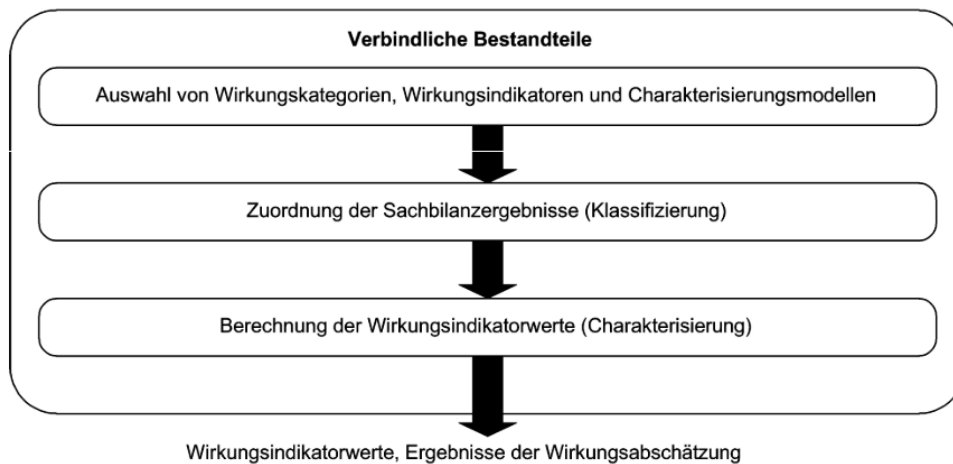 Verbindliche Bestandteile
Auswahl von Wirkungskategorien, Wirkungsindikatoren und Charakterisierungsmodellen
Zuordnung der Sachbilanzergebnisse (Klassifizierung)
Berechnung der Wirkungsindikatorwerte (Charakterisierung)
Wirkungsindikatorwerte, Ergebnisse der Wirkungsabschätzung